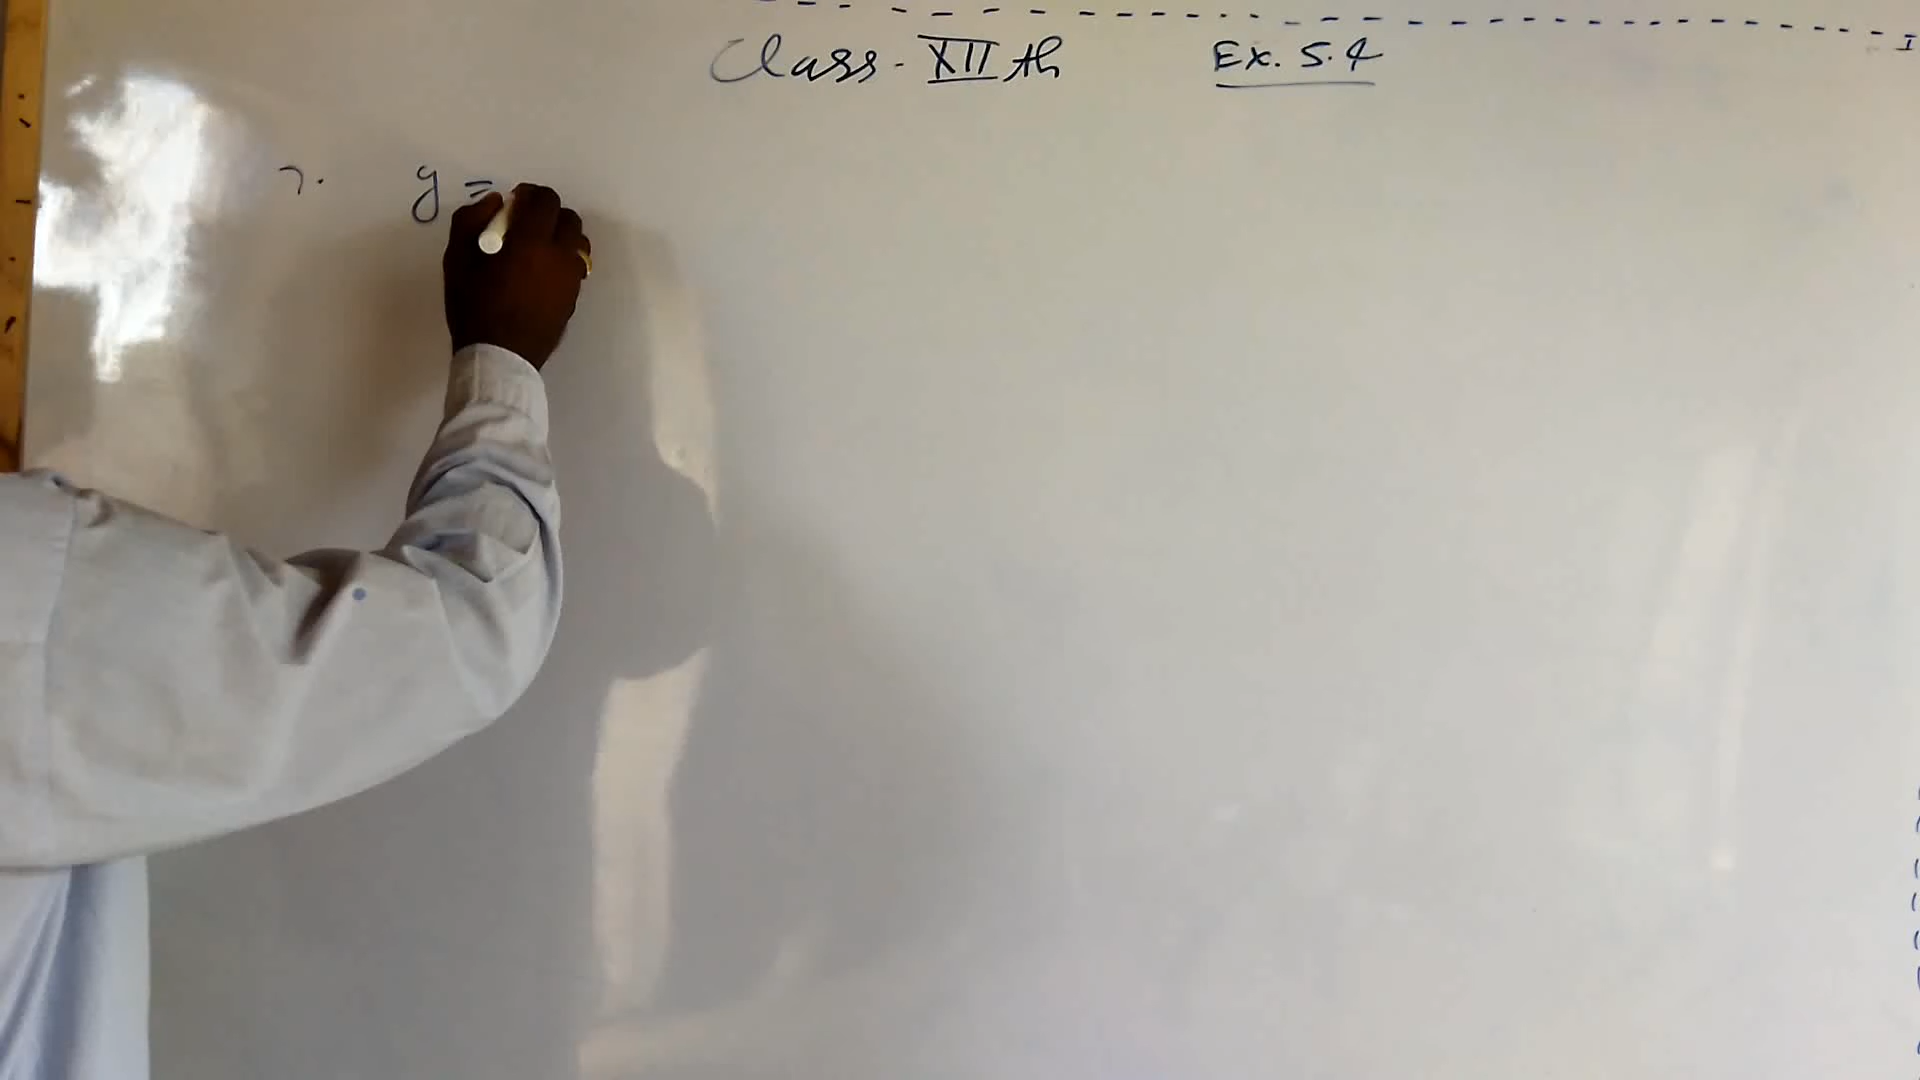 Class - XII th Ex. 5.4
7. y =